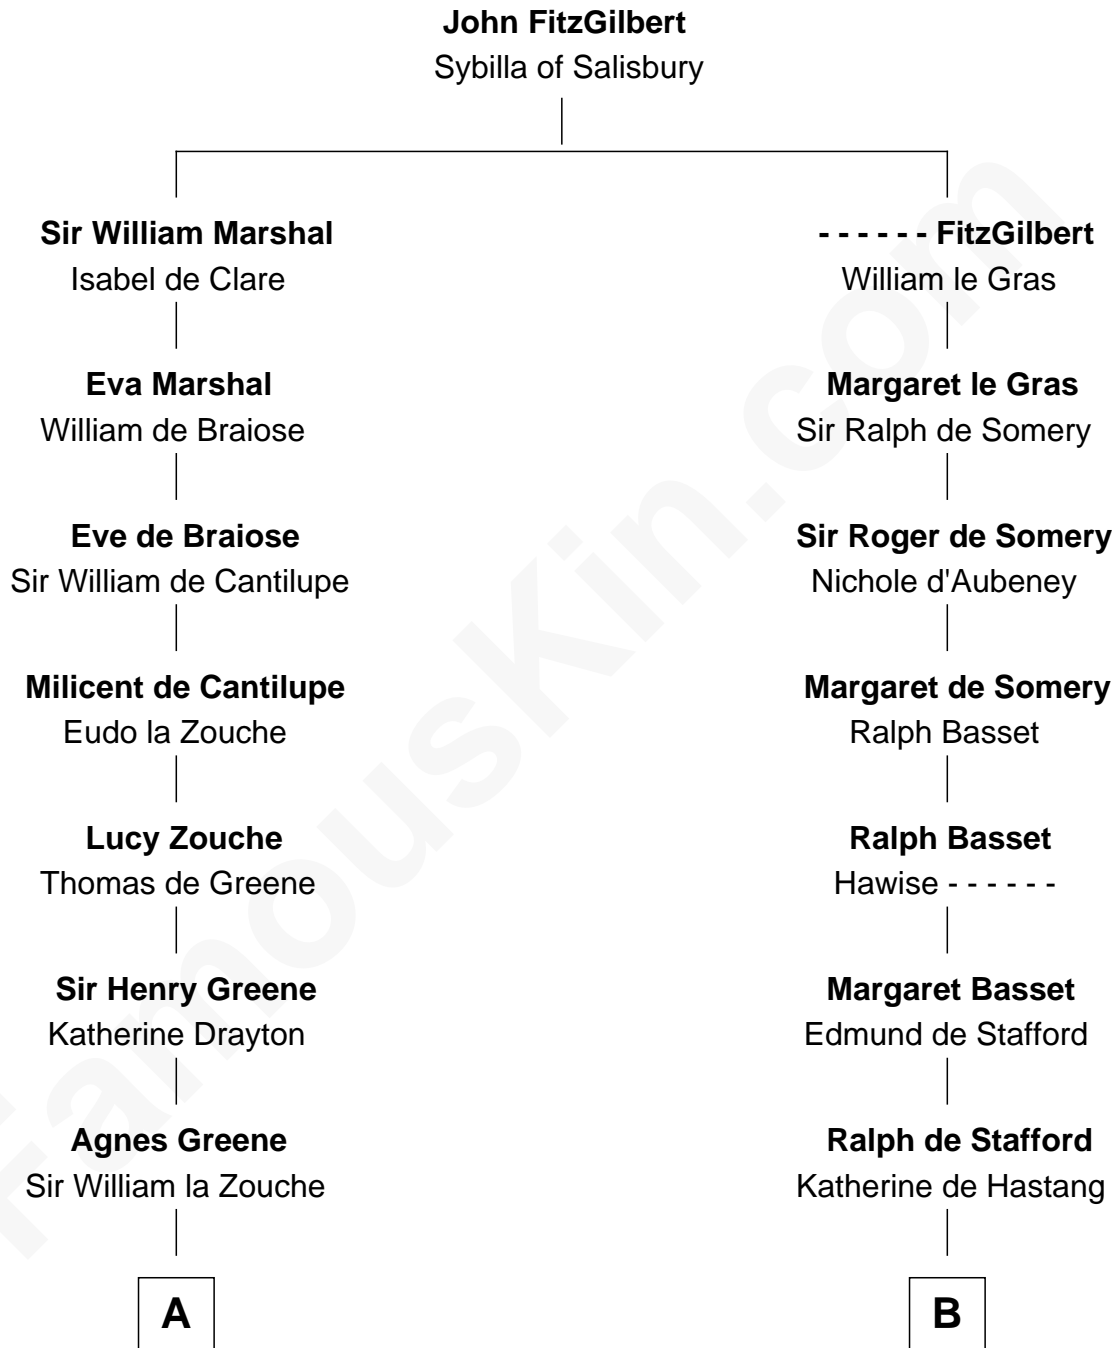 John FitzGilbert
Sybilla of Salisbury
Sir William Marshal
Isabel de Clare
- - - - - - FitzGilbert
William le Gras
Eva Marshal
William de Braiose
Margaret le Gras
Sir Ralph de Somery
Eve de Braiose
Sir William de Cantilupe
Sir Roger de Somery
Nichole d'Aubeney
Milicent de Cantilupe
Eudo la Zouche
Margaret de Somery
Ralph Basset
Lucy Zouche
Thomas de Greene
Ralph Basset
Hawise - - - - - -
Sir Henry Greene
Katherine Drayton
Margaret Basset
Edmund de Stafford
Agnes Greene
Sir William la Zouche
Ralph de Stafford
Katherine de Hastang
A
B
FamousKin.com